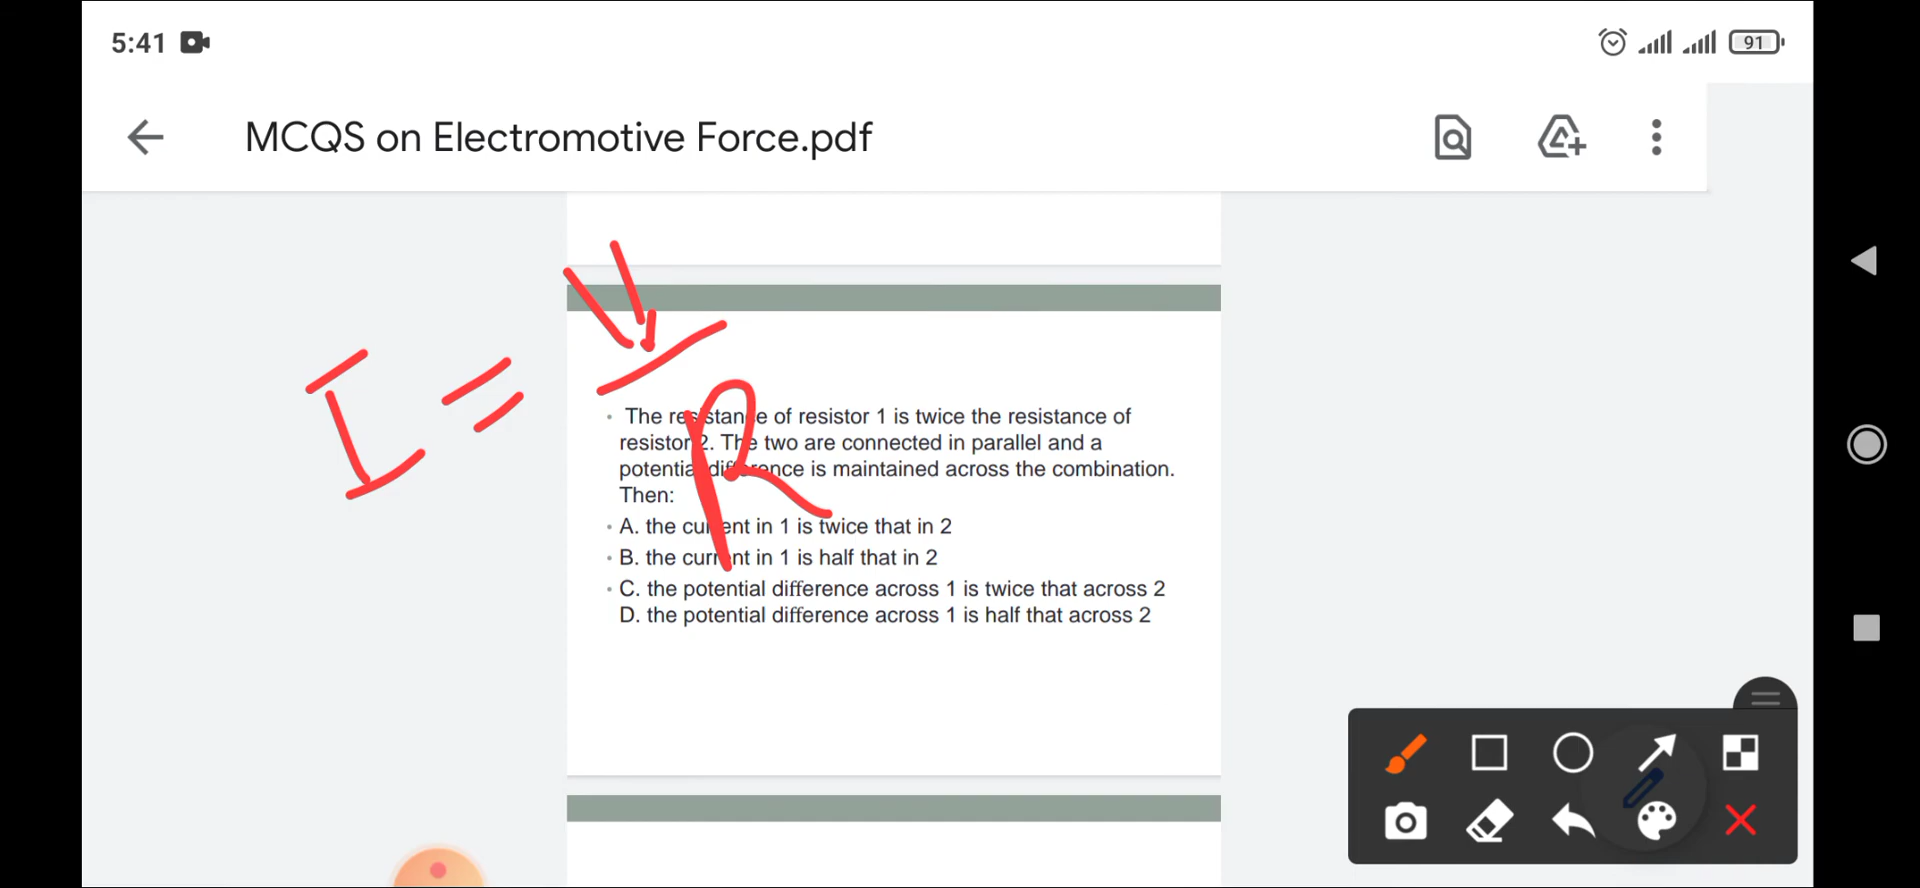 5:41
91
MCQS on Electromotive Force.pdf
I = V
R
The resistance of resistor 1 is twice the resistance of
resistor 2. The two are connected in parallel and a
potential difference is maintained across the combination.
Then:
A. the current in 1 is twice that in 2
B. the current in 1 is half that in 2
C. the potential difference across 1 is twice that across 2
D. the potential difference across 1 is half that across 2